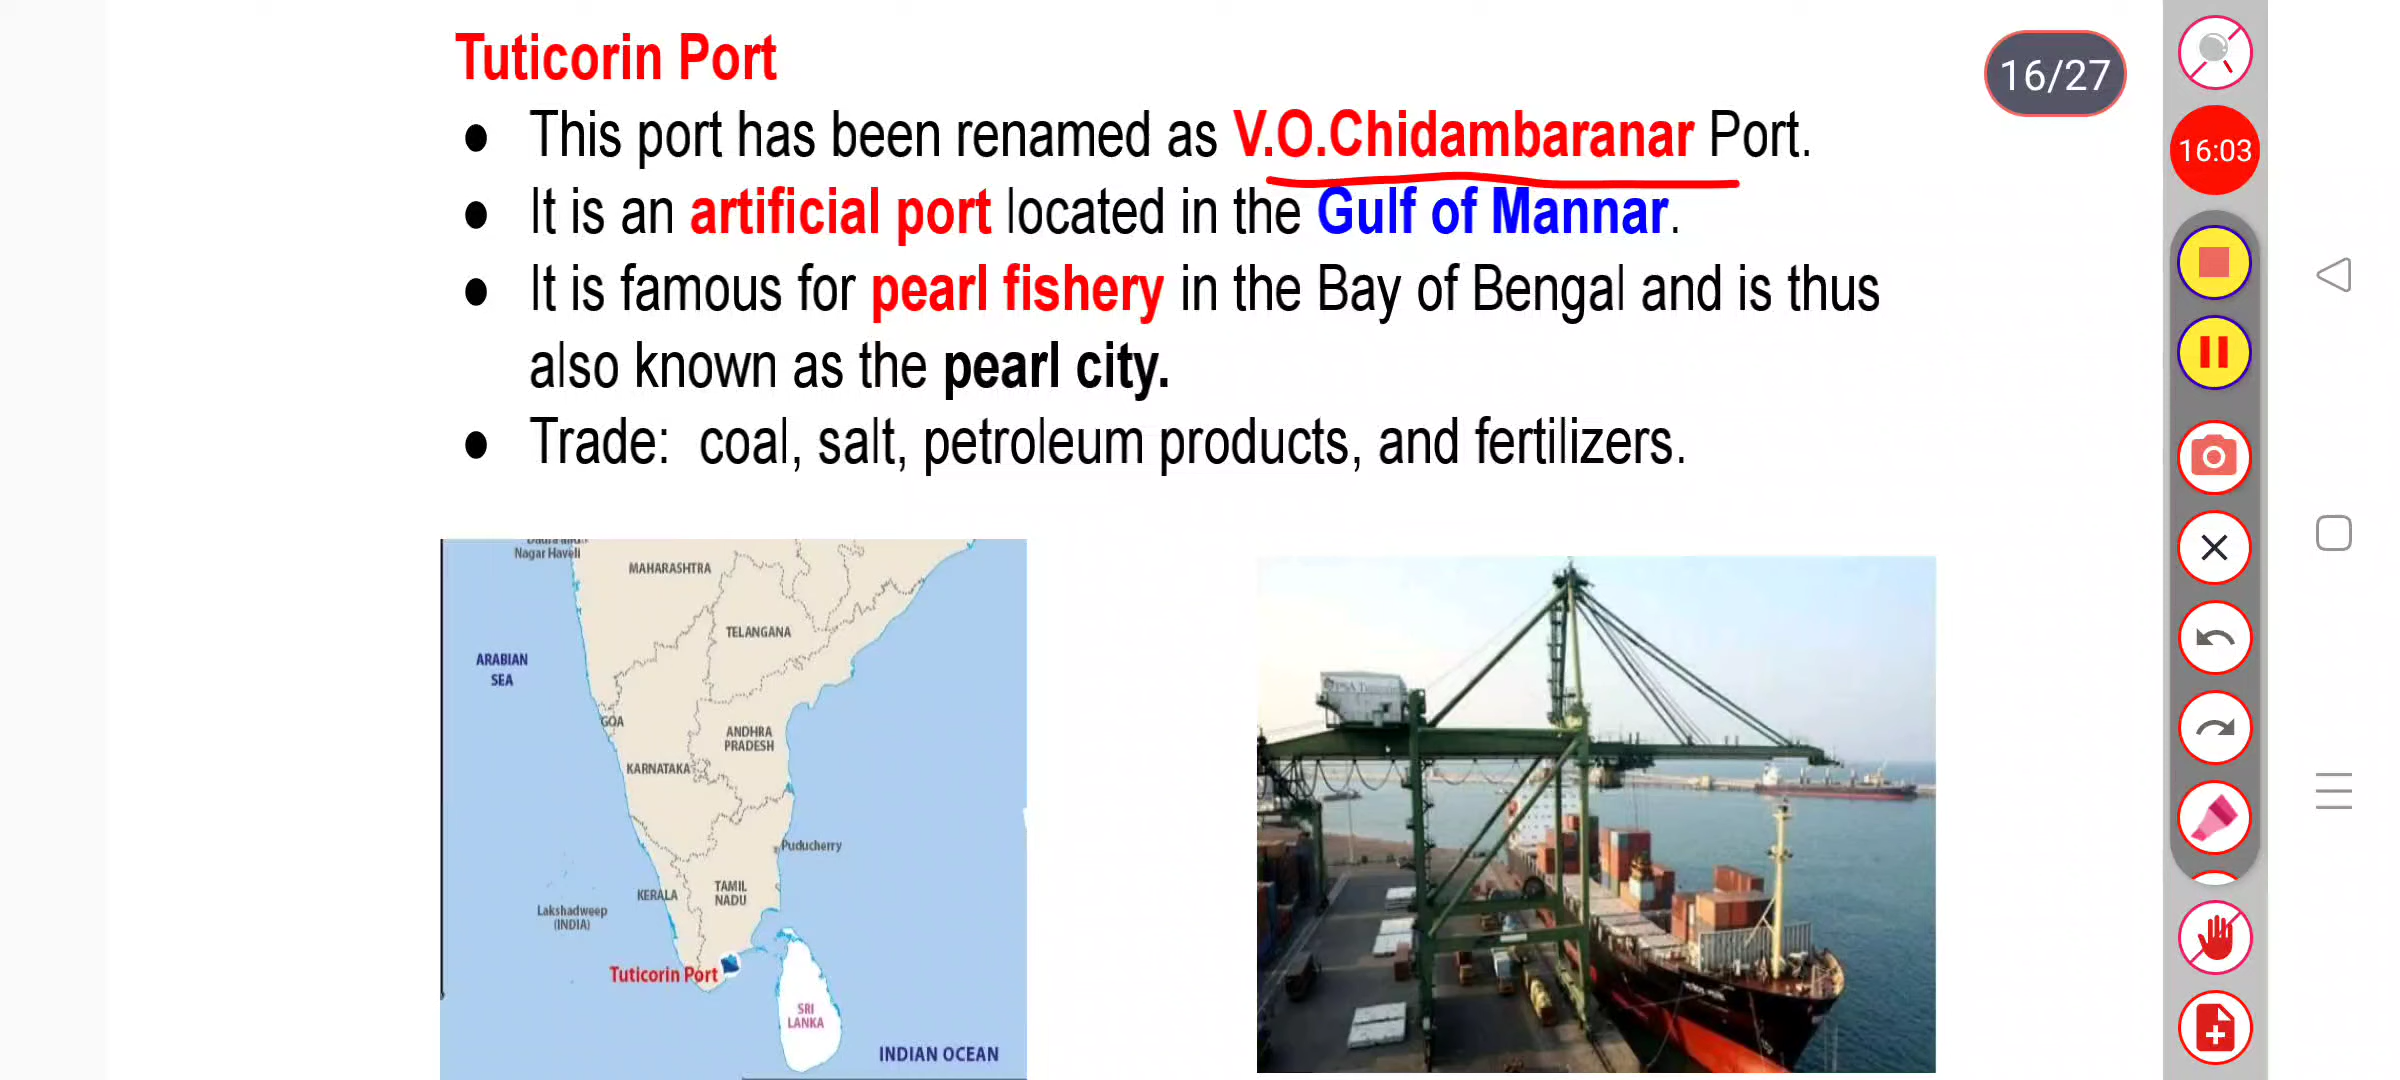 Tuticorin Port
16/27
● This port has been renamed as V.O.Chidambaranar Port.
16:03
● It is an artificial port located in the Gulf of Mannar.
● It is famous for pearl fishery in the Bay of Bengal and is thus
also known as the pearl city.
● Trade: coal, salt, petroleum products, and fertilizers.
Nagar Haveli
MAHARASHTRA
TELANGANA
ARABIAN
SEA
GOA
ANDHRA
PRADESH
KARNATAKA
Puducherry
KERALA
TAMIL
NADU
Lakshadweep
(INDIA)
Tuticorin Port
SRI
LANKA
INDIAN OCEAN